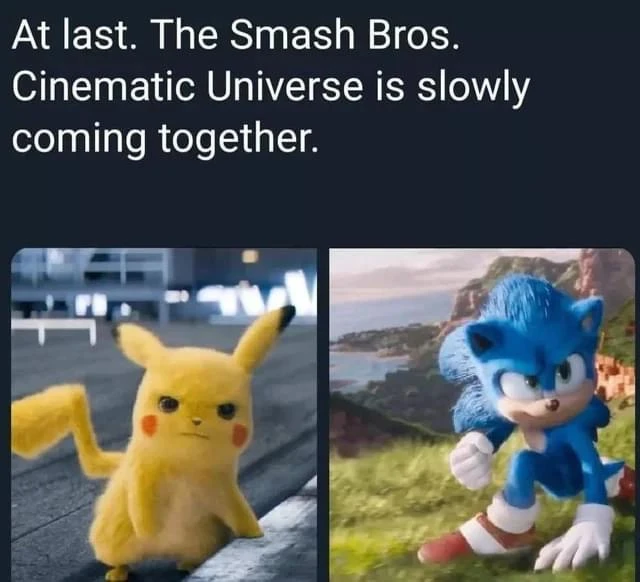 At last. The Smash Bros.
Cinematic Universe is slowly
coming together.